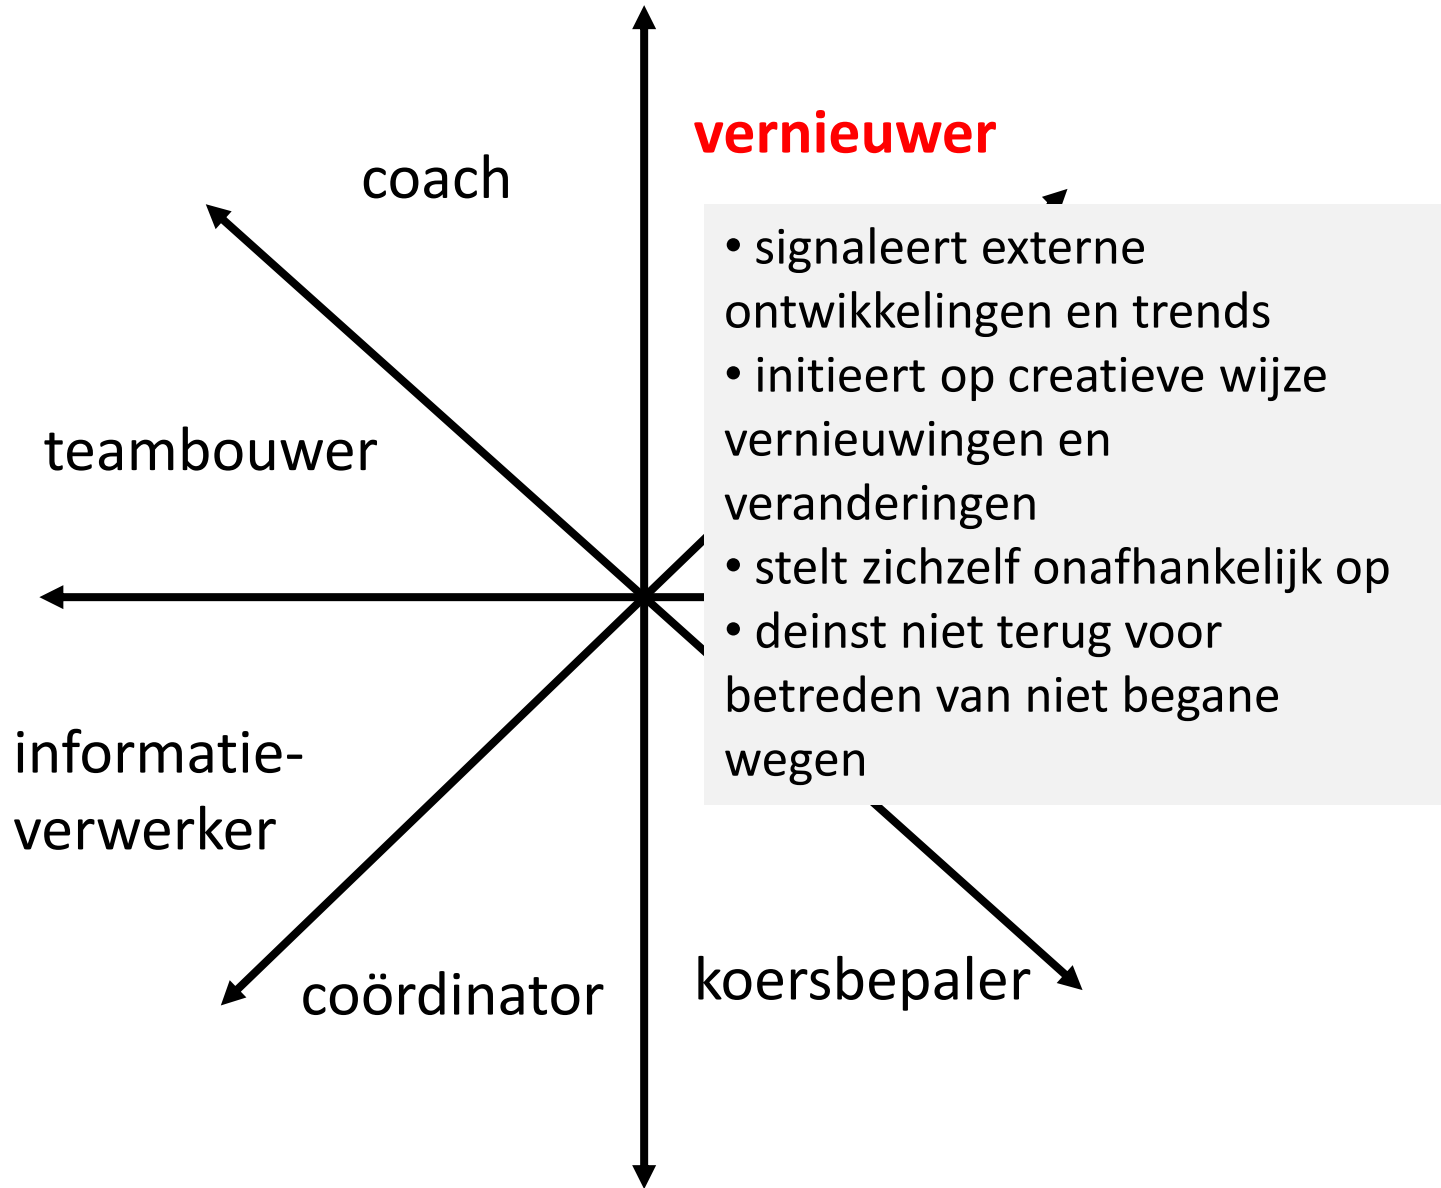 vernieuwer
coach
• signaleert externe
ontwikkelingen en trends
• initieert op creatieve wijze
vernieuwingen en
veranderingen
• stelt zichzelf onafhankelijk op
• deinst niet terug voor
betreden van niet begane
wegen
teambouwer
informatie-
verwerker
coördinator
koersbepaler